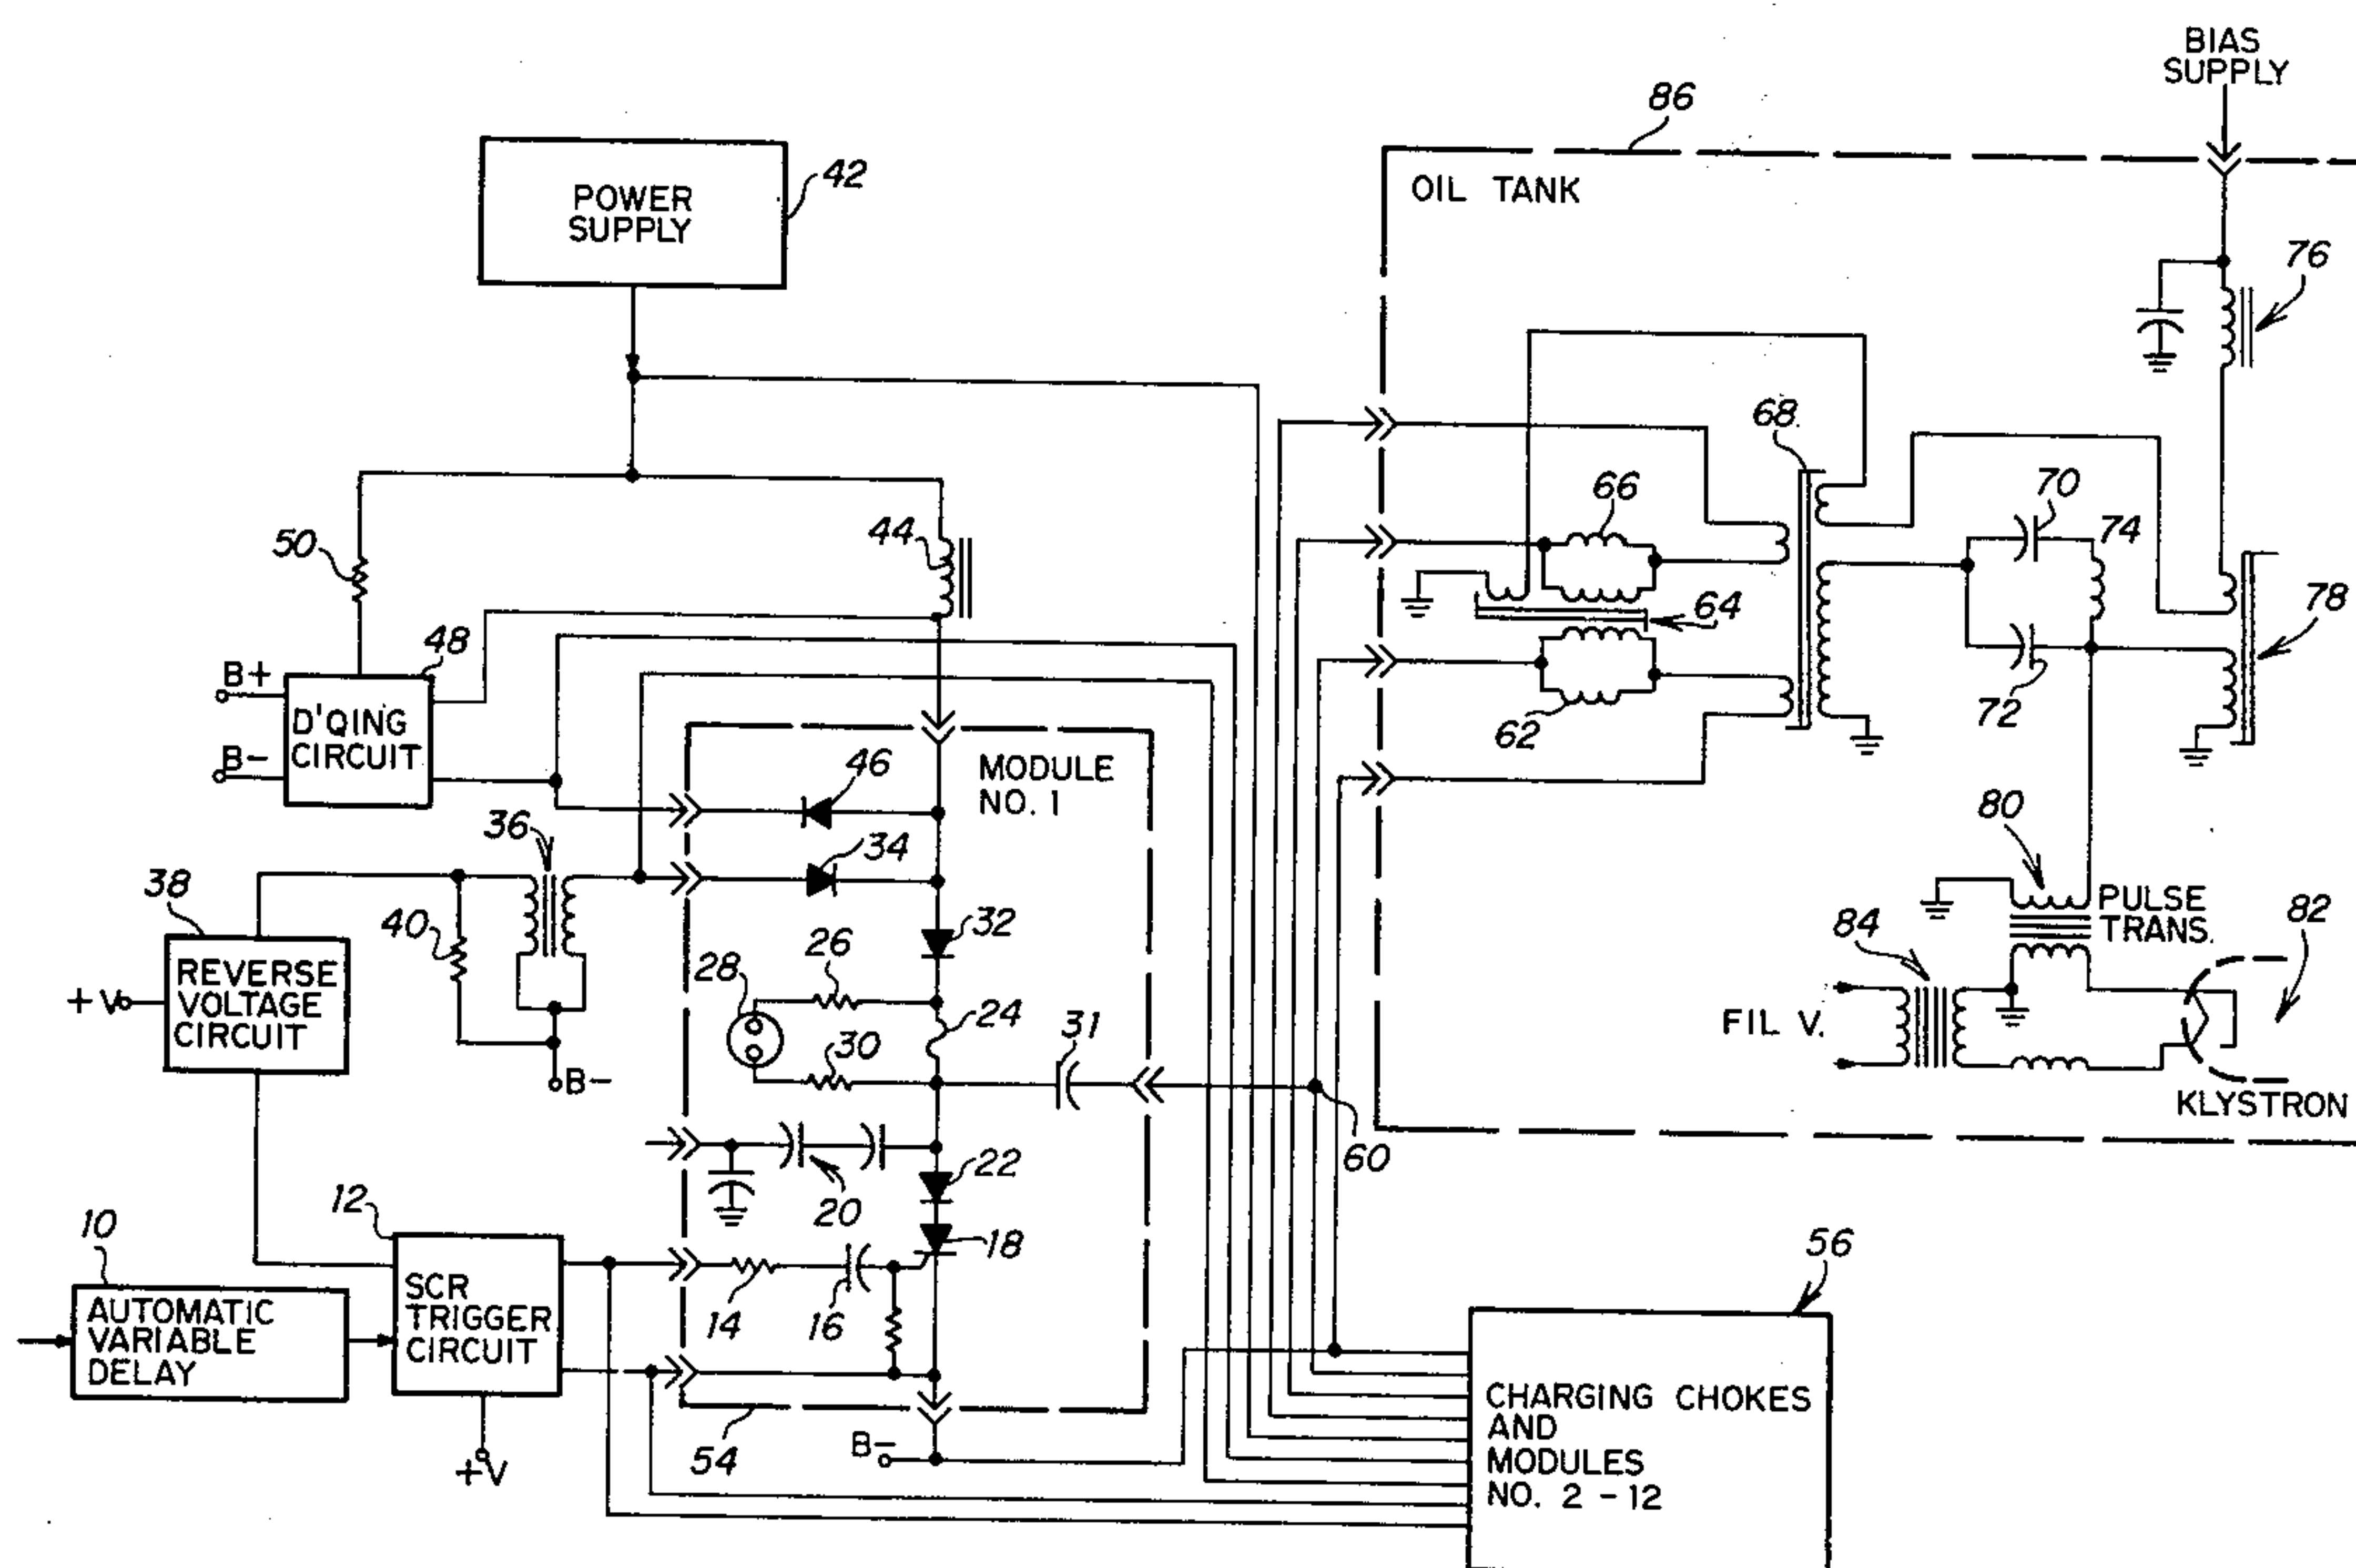 BIAS
SUPPLY
86
POWER
SUPPLY
42
OIL TANK
76
68
66
70
74
44
50
64
78
48
B+
D'QING
CIRCUIT
B-
62
72
46
MODULE
NO. 1
36
34
80
38
40
32
PULSE
TRANS.
82
84
26
28
REVERSE
VOLTAGE
CIRCUIT
+V
24
31
FIL V.
30
B-
KLYSTRON
60
22
20
12
18
10
56
SCR
TRIGGER
CIRCUIT
14
16
AUTOMATIC
VARIABLE
DELAY
CHARGING CHOKES
AND
MODULES
NO. 2 - 12
54
B-
+V